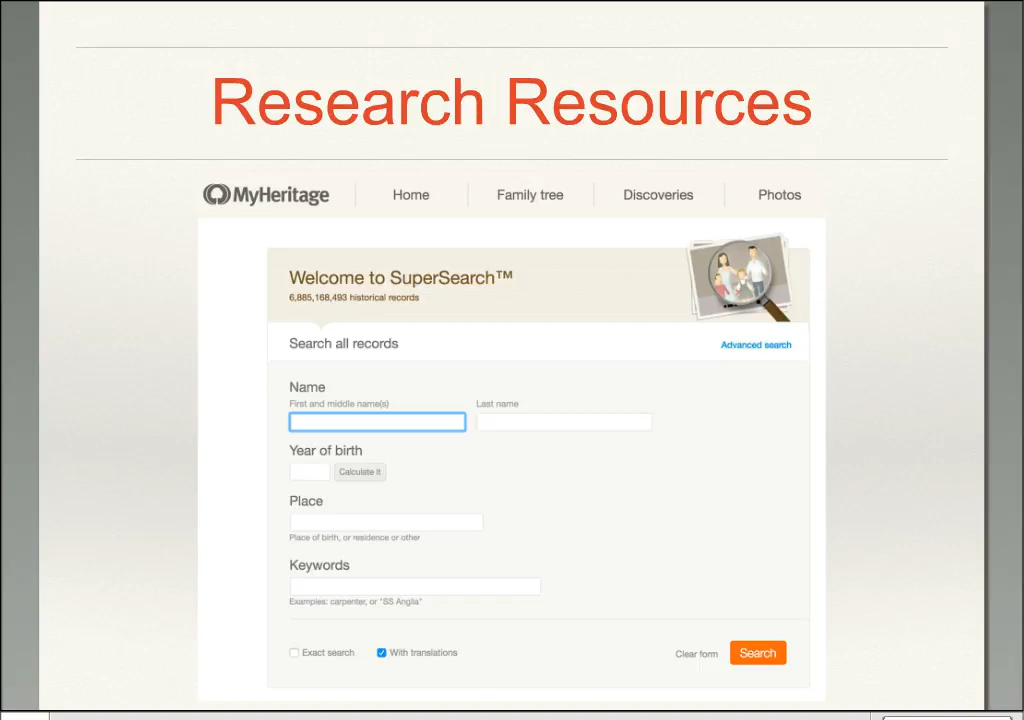 Research Resources
MyHeritage Home Family tree Discoveries Photos
Welcome to SuperSearch™
6,885,168,493 historical records
Search all records Advanced search
Name
First and middle name(s) Last name
Year of birth
Calculate it
Place
Place of birth, or residence or other
Keywords
Examples: carpenter, or "SS Anglia"
Exact search With translations Clear form Search